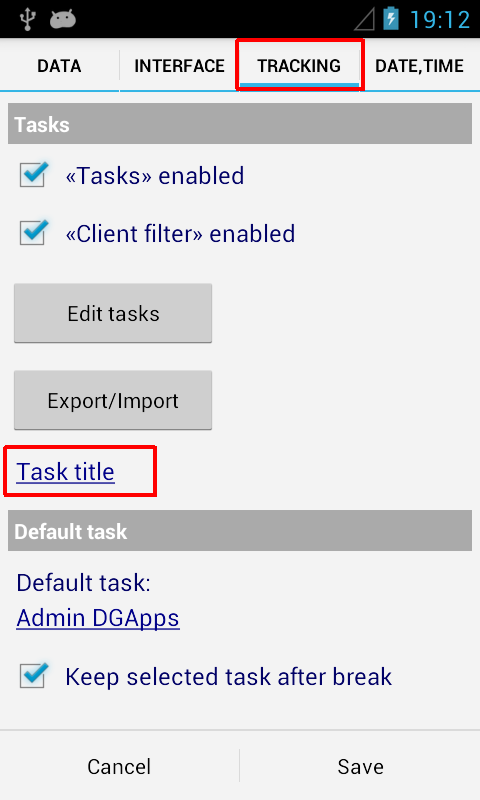 19:12
DATA INTERFACE TRACKING DATE,TIME
Tasks
«Tasks» enabled
«Client filter» enabled
Edit tasks
Export/Import
Task title
Default task
Default task:
Admin DGApps
Keep selected task after break
Cancel Save